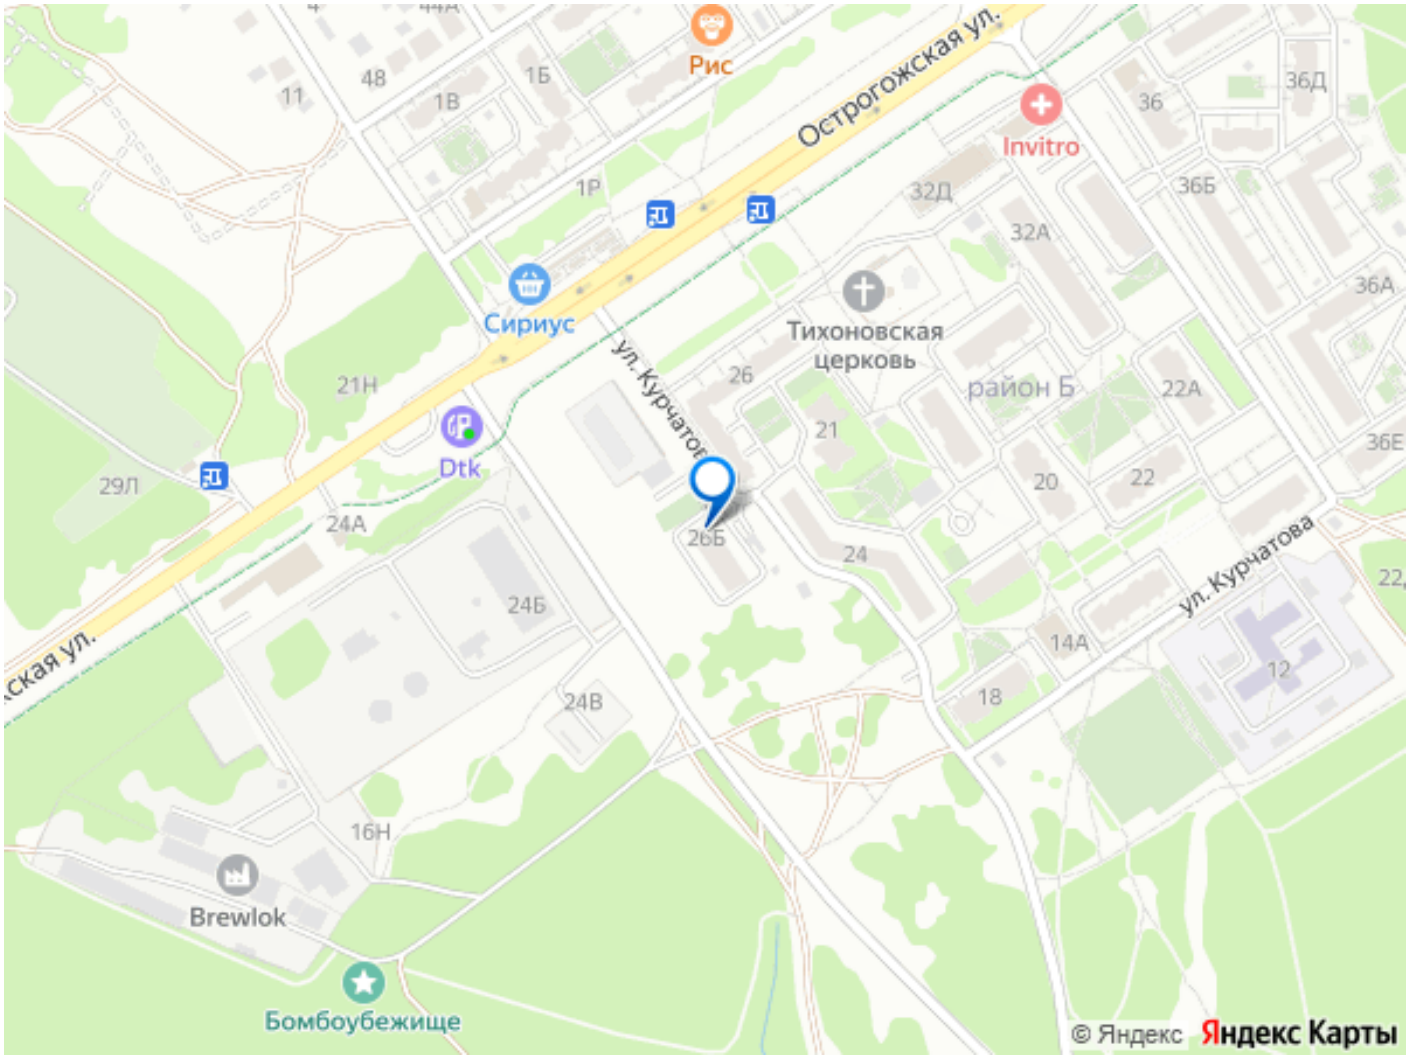 44А
4
Рис
Острогожская ул.
48
1Б
36Д
11
1В
36
Invitro
36Б
1Р
32Д
32А
36А
Сириус
Тихоновская
церковь
ул. Курчатов
26
21Н
район Б
22А
21
36Е
Dtk
29Л
20
22
24А
26Б
24
ул. Курчатова
24Б
14А
ская ул.
12
18
24В
16Н
Brewlok
Бомбоубежище
© Яндекс
Яндекс Карты